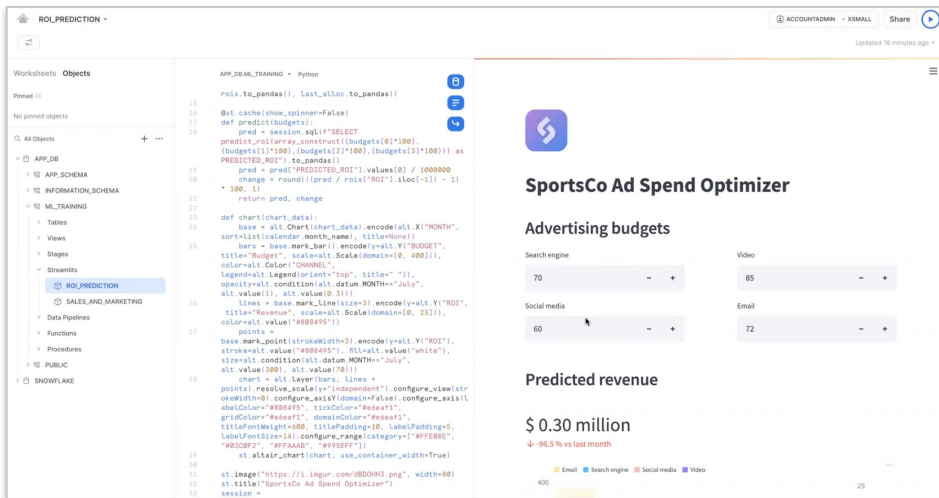 ROI_PREDICTION
ACCOUNTADMIN
XSMALL
Share
Updated 18 minutes ago
Worksheets Objects
Pinned (0)
No pinned objects
All Objects
APP_DB
APP_SCHEMA
INFORMATION_SCHEMA
ML_TRAINING
Tables
Views
Stages
Streamlits
ROI_PREDICTION
SALES_AND_MARKETING
Data Pipelines
Functions
Procedures
PUBLIC
SNOWFLAKE
APP_DB.ML_TRAINING Python
rois.to_pandas(), last_alloc.to_pandas()
15
16 @st.cache(show_spinner=False)
17 def predict(budgets):
18 pred = session.sql(f"SELECT
predict_roi(array_construct({budgets[0]*100},
{budgets[1]*100},{budgets[2]*100},{budgets[3]*100})) as
PREDICTED_ROI").to_pandas()
19 pred = pred["PREDICTED_ROI"].values[0] / 1000000
20 change = round(((pred / rois["ROI"].iloc[-1]) - 1)
* 100, 1)
21 return pred, change
22
23 def chart(chart_data):
24 base = alt.Chart(chart_data).encode(alt.X("MONTH",
sort=list(calendar.month_name), title=None))
25 bars = base.mark_bar().encode(y=alt.Y("BUDGET",
title="Budget", scale=alt.Scale(domain=[0, 400])),
color=alt.Color("CHANNEL",
legend=alt.Legend(orient="top", title=" ")),
opacity=alt.condition(alt.datum.MONTH=="July",
alt.value(1), alt.value(0.3)))
26 lines = base.mark_line(size=3).encode(y=alt.Y("ROI",
title="Revenue", scale=alt.Scale(domain=[0, 25])),
color=alt.value("#808495"))
27 points =
base.mark_point(strokeWidth=3).encode(y=alt.Y("ROI"),
stroke=alt.value("#808495"), fill=alt.value("white"),
size=alt.condition(alt.datum.MONTH=="July",
alt.value(300), alt.value(70)))
28 chart = alt.layer(bars, lines +
points).resolve_scale(y="independent").configure_view(str
okeWidth=0).configure_axisY(domain=False).configure_axis(l
abelColor="#808495", tickColor="#e6eaf1",
gridColor="#e6eaf1", domainColor="#e6eaf1",
titleFontWeight=600, titlePadding=10, labelPadding=5,
labelFontSize=14).configure_range(category=["#FFE08E",
"#03C0F2", "#FFAAAB", "#995EFF"])
29 st.altair_chart(chart, use_container_width=True)
30
31 st.image("https://i.imgur.com/dBDOHH3.png", width=80)
32 st.title("SportsCo Ad Spend Optimizer")
33 session =
SportsCo Ad Spend Optimizer
Advertising budgets
Search engine
70 - +
Video
85 - +
Social media
60 - +
Email
72 - +
Predicted revenue
$ 0.30 million
-96.5 % vs last month
Email Search engine Social media Video
400
25